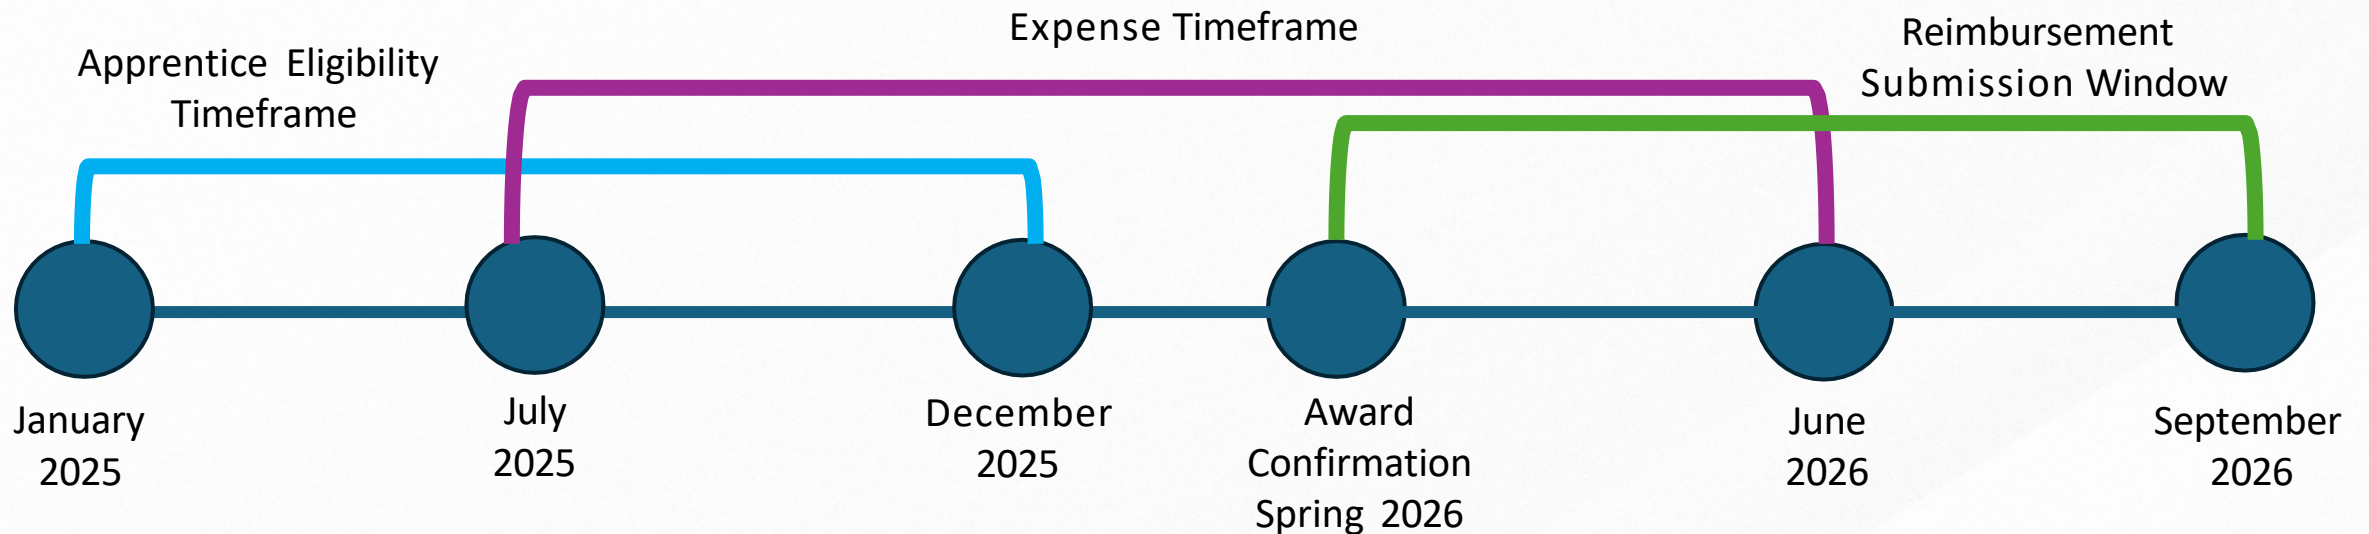 Apprentice Eligibility
Timeframe
Expense Timeframe
Reimbursement
Submission Window
January
2025
July
2025
December
2025
Award
Confirmation
Spring 2026
June
2026
September
2026